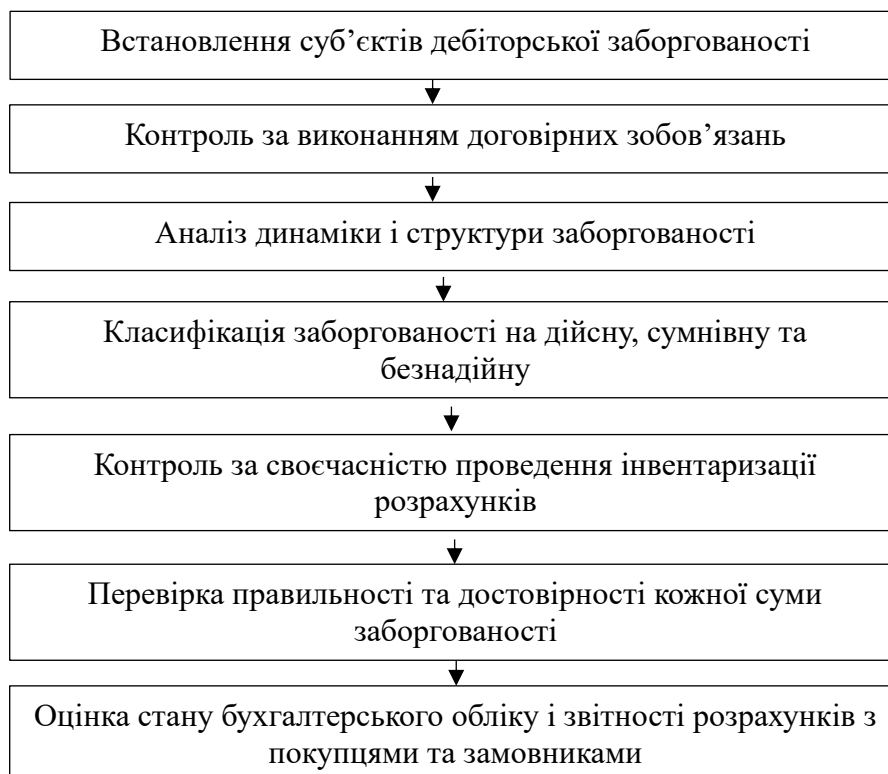 Встановлення суб’єктів дебіторської заборгованості
Контроль за виконанням договірних зобов’язань
Аналіз динаміки і структури заборгованості
Класифікація заборгованості на дійсну, сумнівну та
безнадійну
Контроль за своєчасністю проведення інвентаризації
розрахунків
Перевірка правильності та достовірності кожної суми
заборгованості
Оцінка стану бухгалтерського обліку і звітності розрахунків з
покупцями та замовниками